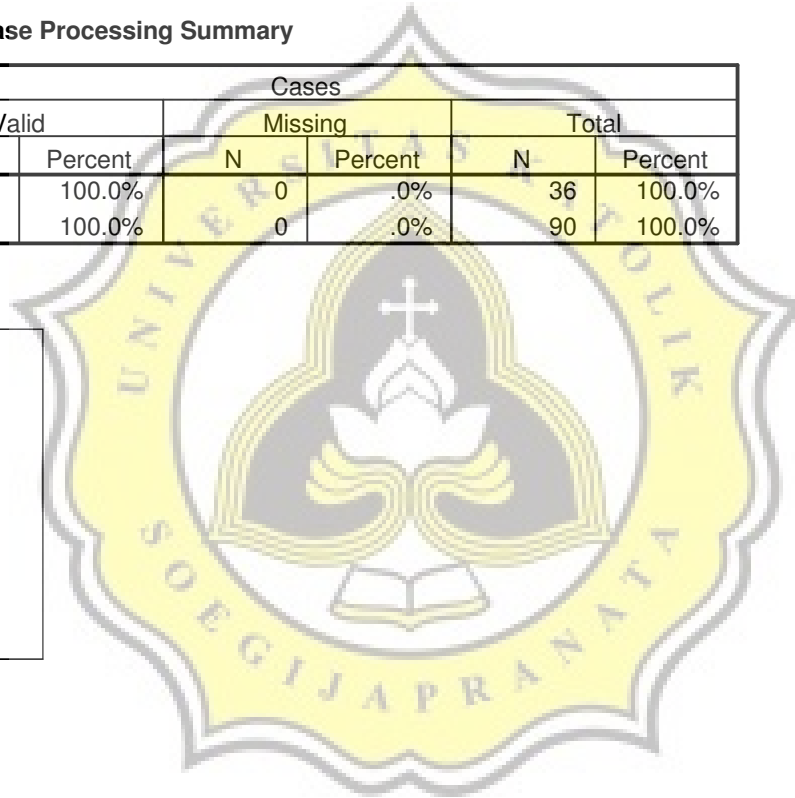 ase Processing Summary
Cases
Valid Missing Total
Percent N Percent N Percent
100.0% 0 .0% 36 100.0%
100.0% 0 .0% 90 100.0%
UNIVERSITAS KATOLIK
SOEGIJAPRANATA